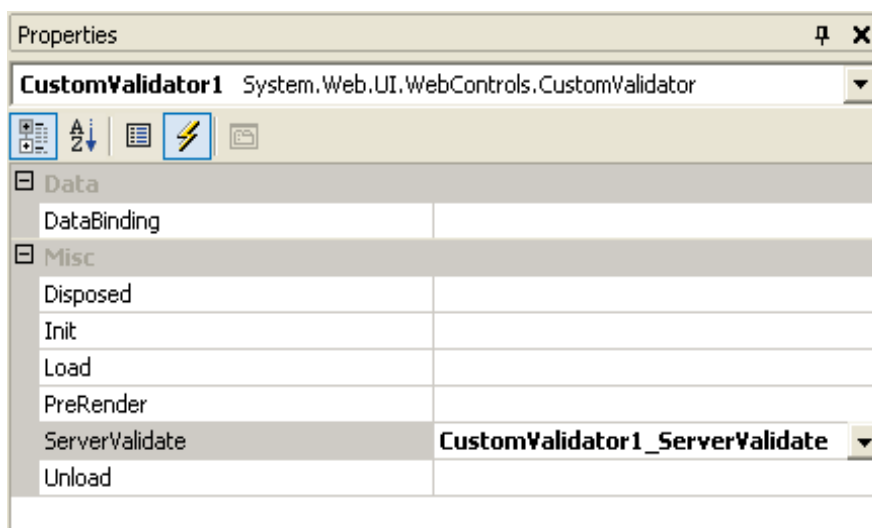 Properties
CustomValidator1 System.Web.UI.WebControls.CustomValidator
Data
DataBinding
Misc
Disposed
Init
Load
PreRender
ServerValidate CustomValidator1_ServerValidate
Unload